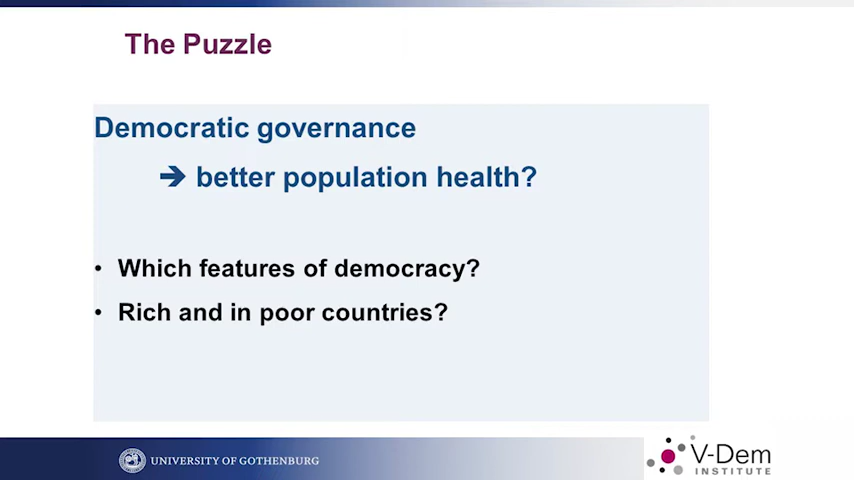 The Puzzle
Democratic governance
➔ better population health?
• Which features of democracy?
• Rich and in poor countries?
UNIVERSITY OF GOTHENBURG
V-Dem
INSTITUTE